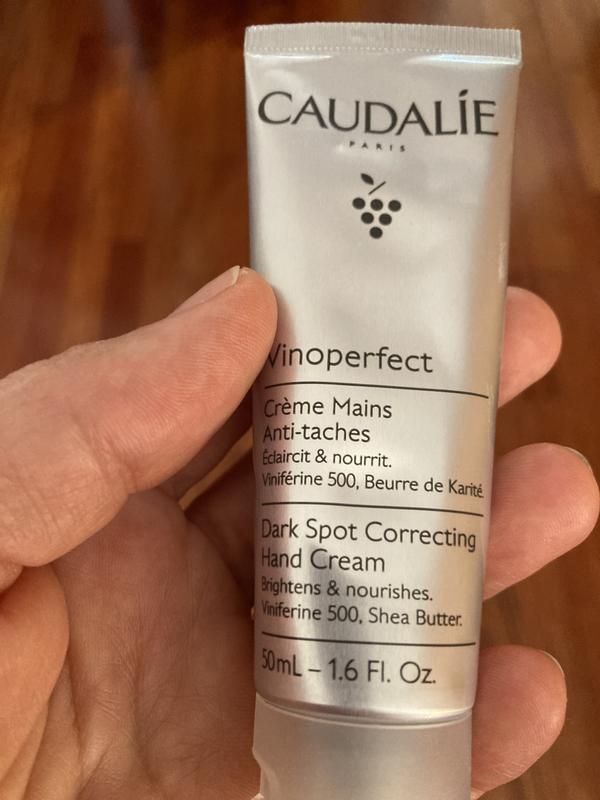 CAUDALÍE
PARIS
Vinoperfect
Crème Mains
Anti-taches
Éclaircit & nourrit.
Viniférine 500, Beurre de Karité.
Dark Spot Correcting
Hand Cream
Brightens & nourishes.
Viniferine 500, Shea Butter.
50mL – 1.6 Fl. Oz.